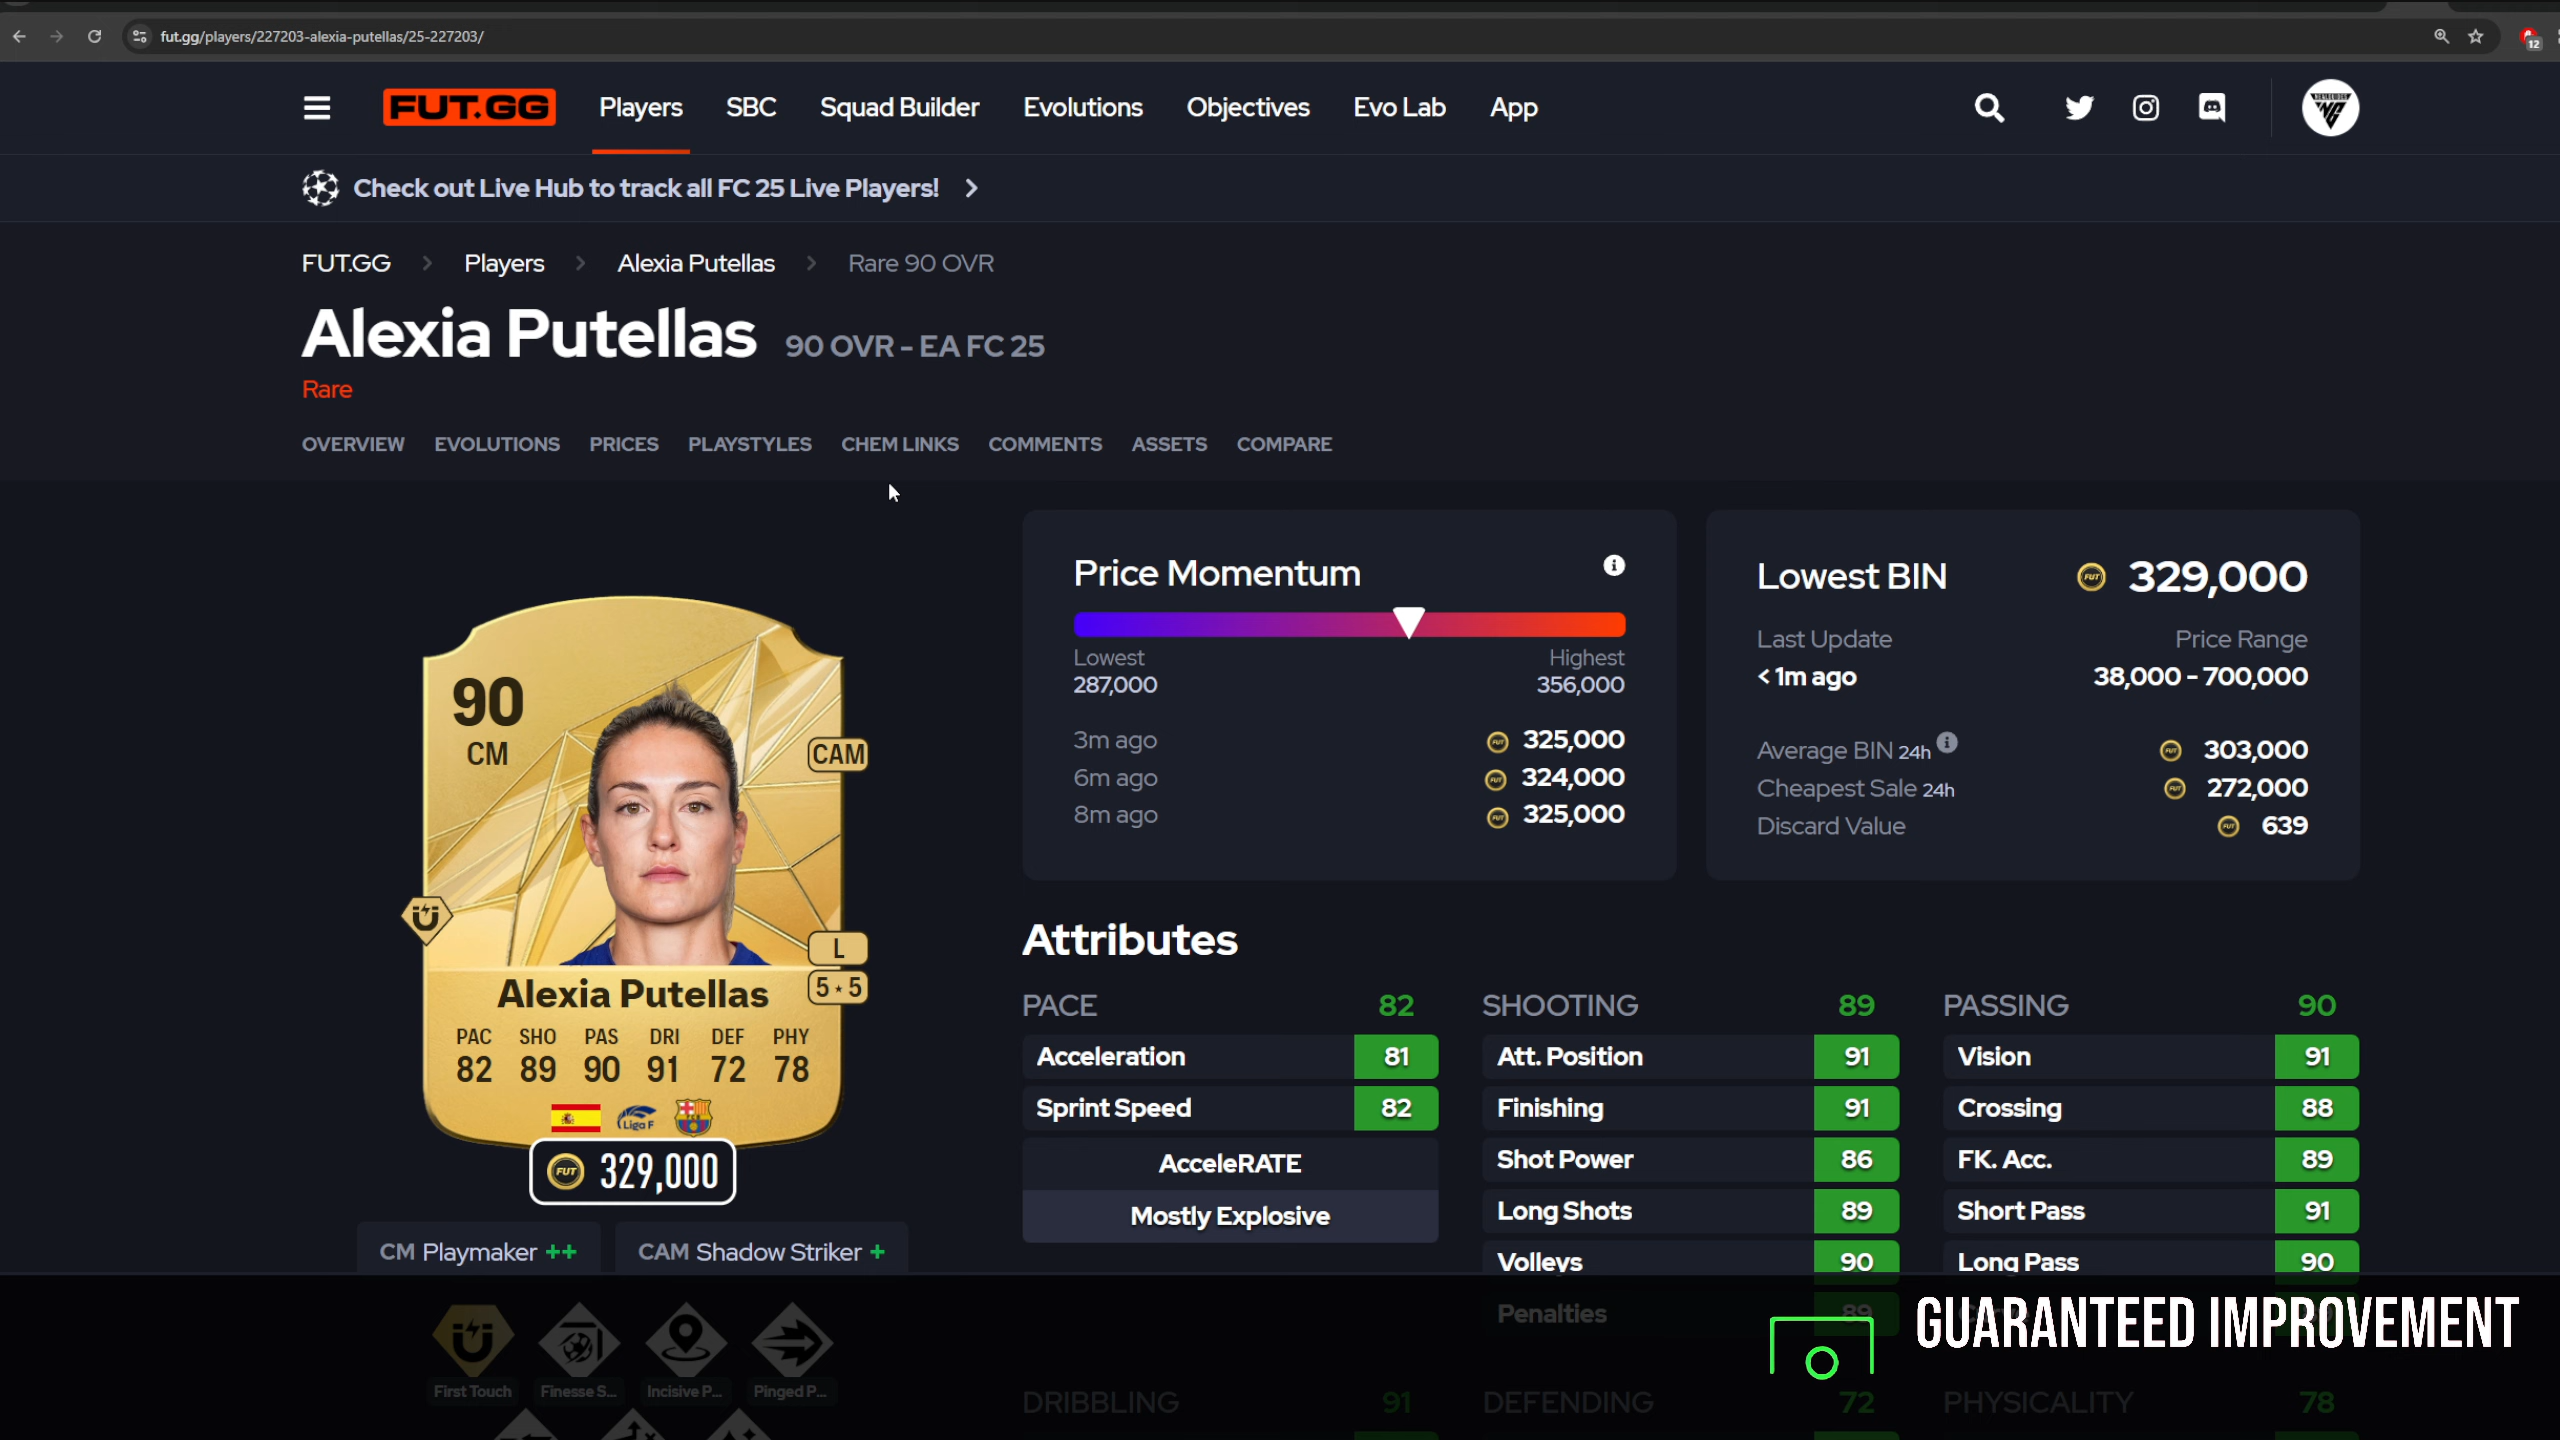 fut.gg/players/227203-alexia-putellas/25-227203/
12
FUT.GG
Players
SBC
Squad Builder
Evolutions
Objectives
Evo Lab
App
Check out Live Hub to track all FC 25 Live Players!
FUT.GG
Players
Alexia Putellas
Rare 90 OVR
Alexia Putellas 90 OVR - EA FC 25
Rare
OVERVIEW
EVOLUTIONS
PRICES
PLAYSTYLES
CHEM LINKS
COMMENTS
ASSETS
COMPARE
90
CM
CAM
L
5 ★ 5
Alexia Putellas
PAC SHO PAS DRI DEF PHY
82 89 90 91 72 78
Liga F
FUT 329,000
CM Playmaker ++
CAM Shadow Striker +
First Touch
Finesse S...
Incisive P...
Pinged P...
Price Momentum
Lowest Highest
287,000 356,000
3m ago 325,000
6m ago 324,000
8m ago 325,000
Lowest BIN 329,000
Last Update Price Range
< 1m ago 38,000 - 700,000
Average BIN 24h 303,000
Cheapest Sale 24h 272,000
Discard Value 639
Attributes
PACE 82
Acceleration 81
Sprint Speed 82
AcceleRATE
Mostly Explosive
SHOOTING 89
Att. Position 91
Finishing 91
Shot Power 86
Long Shots 89
Volleys 90
Penalties 89
PASSING 90
Vision 91
Crossing 88
FK. Acc. 89
Short Pass 91
Long Pass 90
GUARANTEED IMPROVEMENT
DRIBBLING 91
DEFENDING 72
PHYSICALITY 78